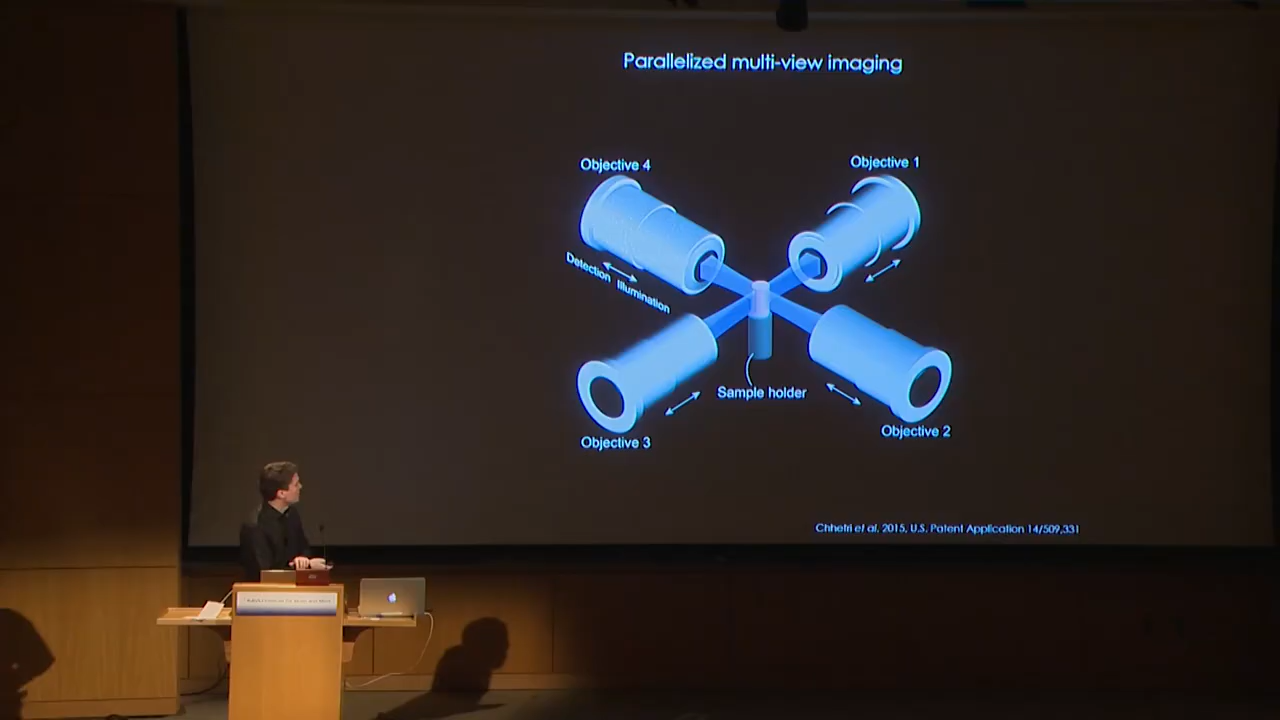 Parallelized multi-view imaging
Objective 4
Objective 1
Detection Illumination
Sample holder
Objective 3
Objective 2
Chhetri et al, 2015, U.S. Patent Application 14/509,331